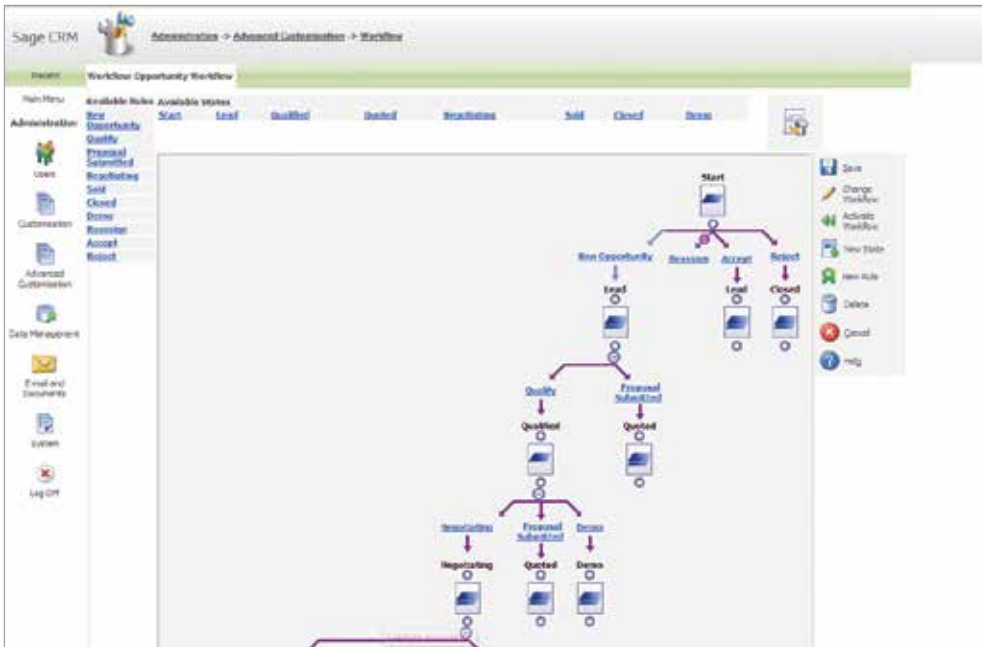 Sage CRM
Administration -> Advanced Customisation -> Workflow
Workflow Opportunity Workflow
Main Menu
Administration
Users
Customisation
Advanced Customisation
Data Management
E-mail and Documents
System
Log Off
Available Rules Available States
New Opportunity
Qualify
Proposal Submitted
Negotiating
Sold
Closed
Demo
Reassign
Accept
Reject
Start Lead Qualified Quoted Negotiating Sold Closed Demo
Start
New Opportunity Reassign Accept Reject
Lead Lead Closed
Qualify Proposal Submitted
Qualified Quoted
Negotiating Proposal Submitted Demo
Negotiating Quoted Demo
Save
Change Workflow
Activate Workflow
New State
New Rule
Delete
Cancel
Help